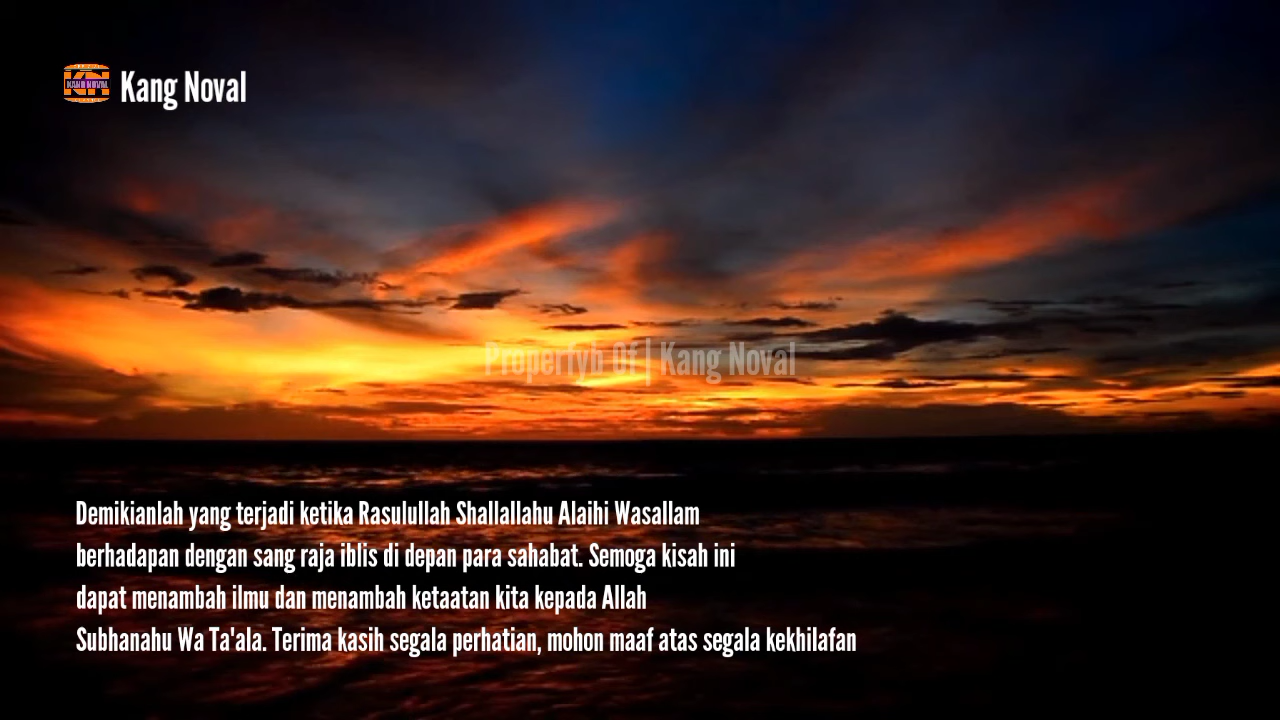 Kang Noval
Properfyb Of | Kang Noval
Demikianlah yang terjadi ketika Rasulullah Shallallahu Alaihi Wasallam
berhadapan dengan sang raja iblis di depan para sahabat. Semoga kisah ini
dapat menambah ilmu dan menambah ketaatan kita kepada Allah
Subhanahu Wa Ta'ala. Terima kasih segala perhatian, mohon maaf atas segala kekhilafan